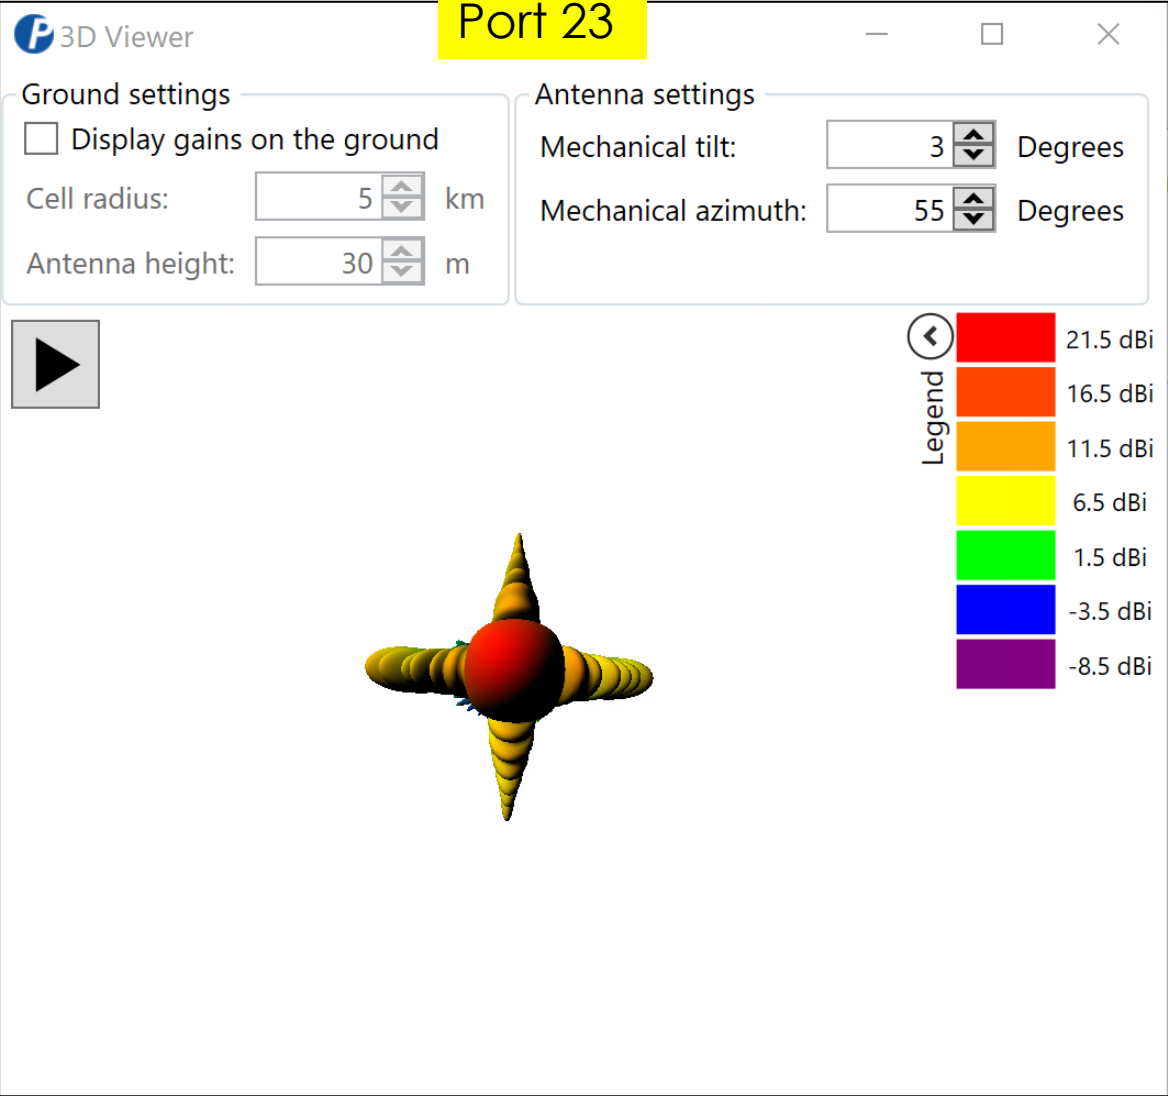 Port 23
3D Viewer
Ground settings
Display gains on the ground
Cell radius: 5 km
Antenna height: 30 m
Antenna settings
Mechanical tilt: 3 Degrees
Mechanical azimuth: 55 Degrees
Legend
21.5 dBi
16.5 dBi
11.5 dBi
6.5 dBi
1.5 dBi
-3.5 dBi
-8.5 dBi